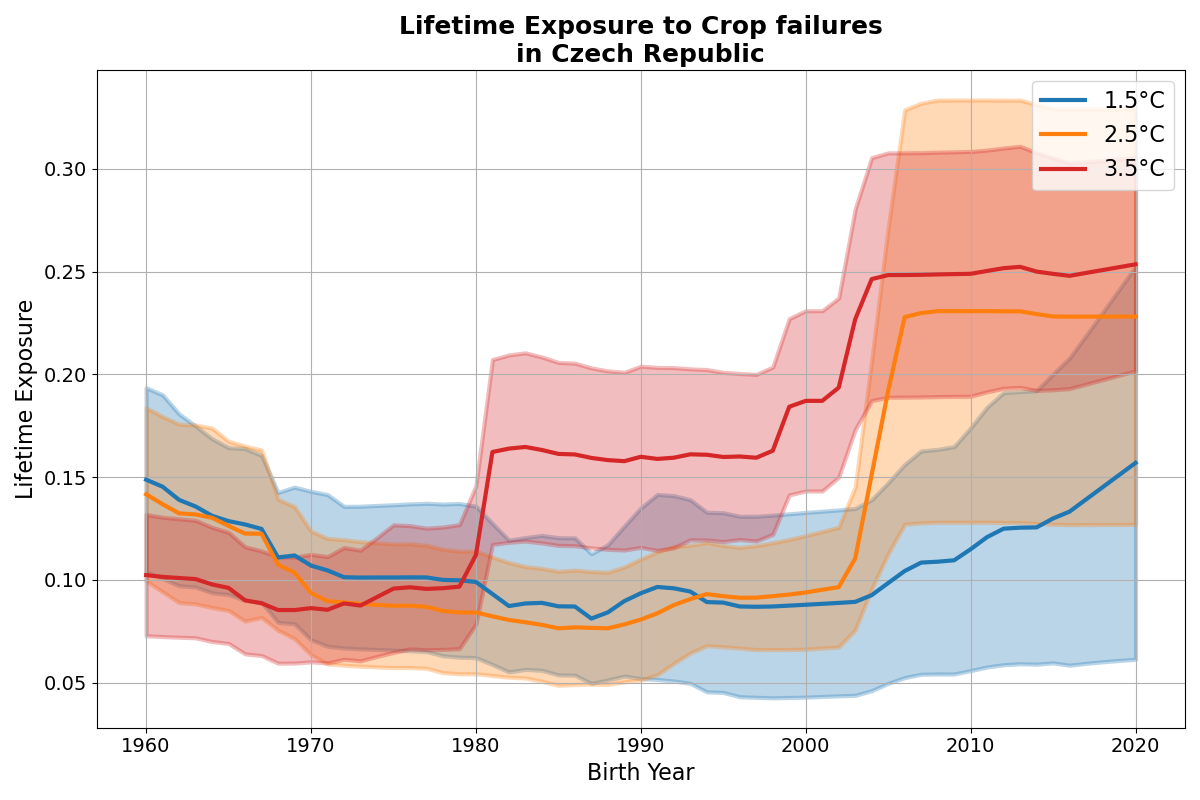 Lifetime Exposure to Crop failures
in Czech Republic
1.5°C
2.5°C
3.5°C
Lifetime Exposure
0.30
0.25
0.20
0.15
0.10
0.05
1960 1970 1980 1990 2000 2010 2020
Birth Year